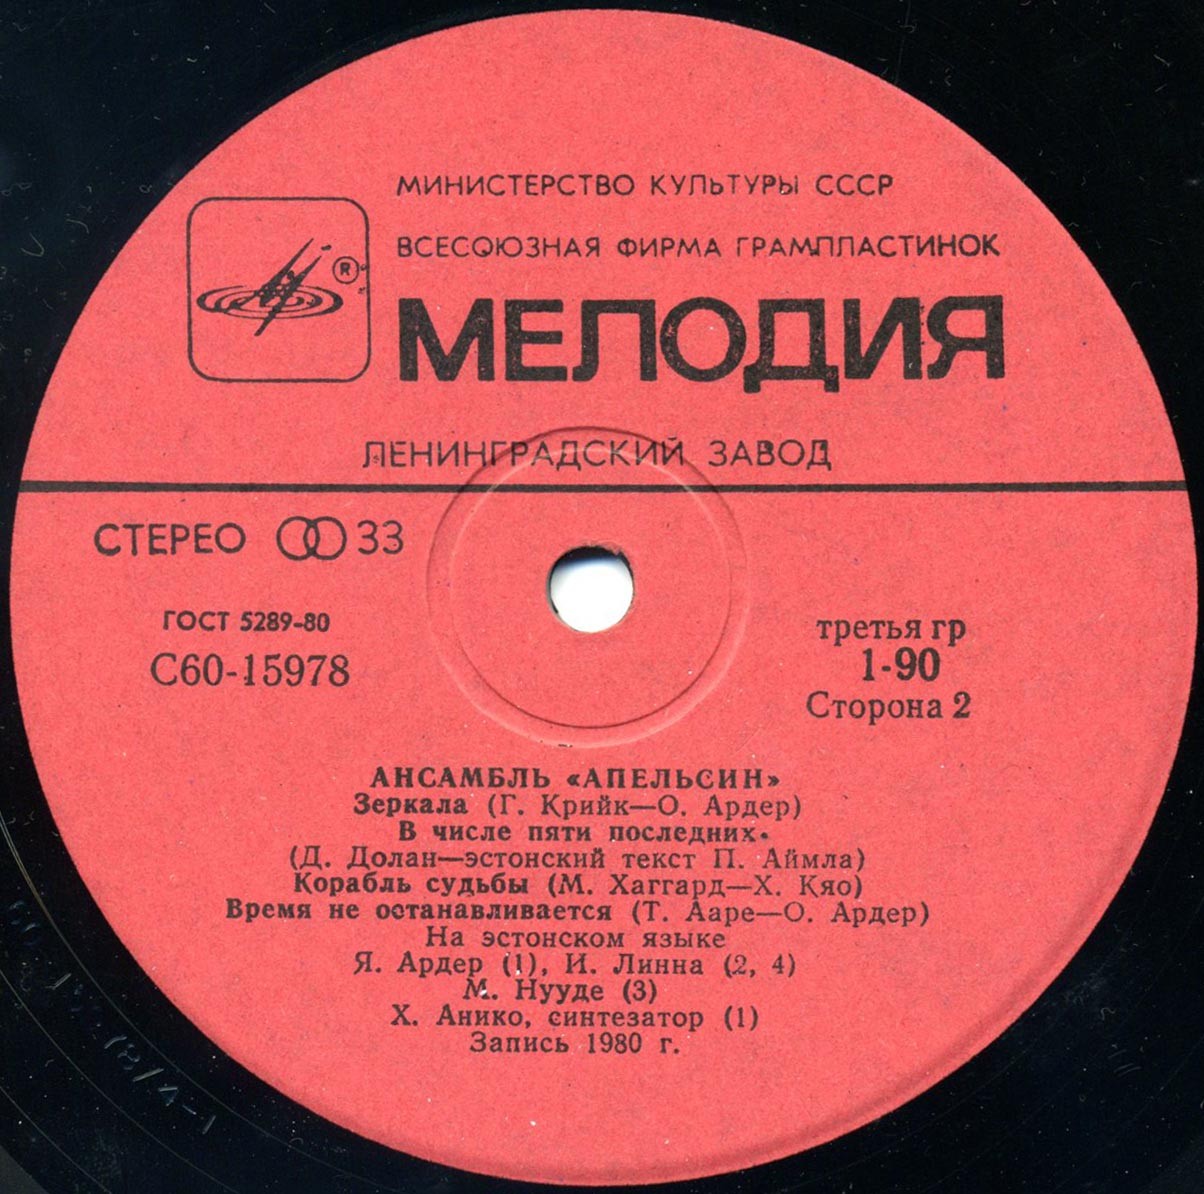 МИНИСТЕРСТВО КУЛЬТУРЫ СССР
ВСЕСОЮЗНАЯ ФИРМА ГРАМПЛАСТИНОК
®
МЕЛОДИЯ
ЛЕНИНГРАДСКИЙ ЗАВОД
СТЕРЕО 33
ГОСТ 5289-80
С60-15978
третья гр
1-90
Сторона 2
АНСАМБЛЬ «АПЕЛЬСИН»
Зеркала (Г. Крийк—О. Ардер)
В числе пяти последних
(Д. Долан—эстонский текст П. Аймла)
Корабль судьбы (М. Хаггард—Х. Кяо)
Время не останавливается (Т. Ааре—О. Ардер)
На эстонском языке
Я. Ардер (1), И. Линна (2, 4)
М. Нууде (3)
Х. Анико, синтезатор (1)
Запись 1980 г.